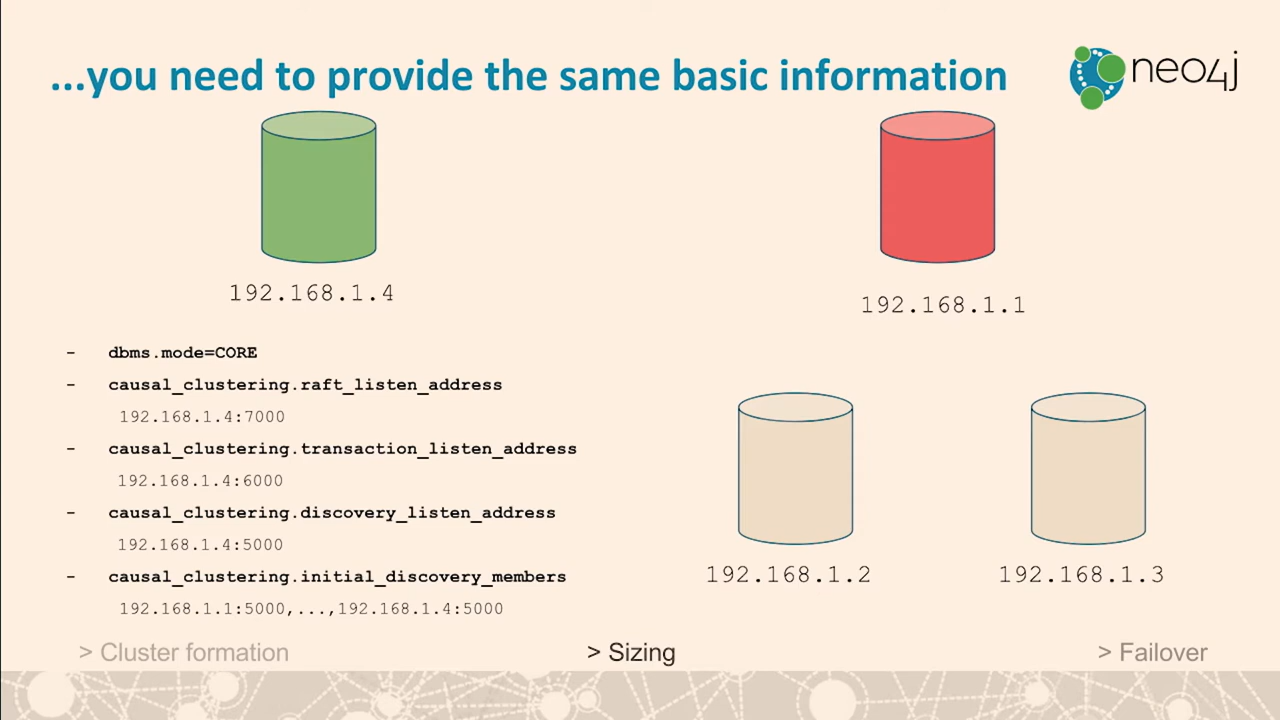 ...you need to provide the same basic information
neo4j
192.168.1.4
192.168.1.1
- dbms.mode=CORE
- causal_clustering.raft_listen_address
192.168.1.4:7000
- causal_clustering.transaction_listen_address
192.168.1.4:6000
- causal_clustering.discovery_listen_address
192.168.1.4:5000
- causal_clustering.initial_discovery_members
192.168.1.1:5000,...,192.168.1.4:5000
192.168.1.2
192.168.1.3
> Cluster formation
> Sizing
> Failover